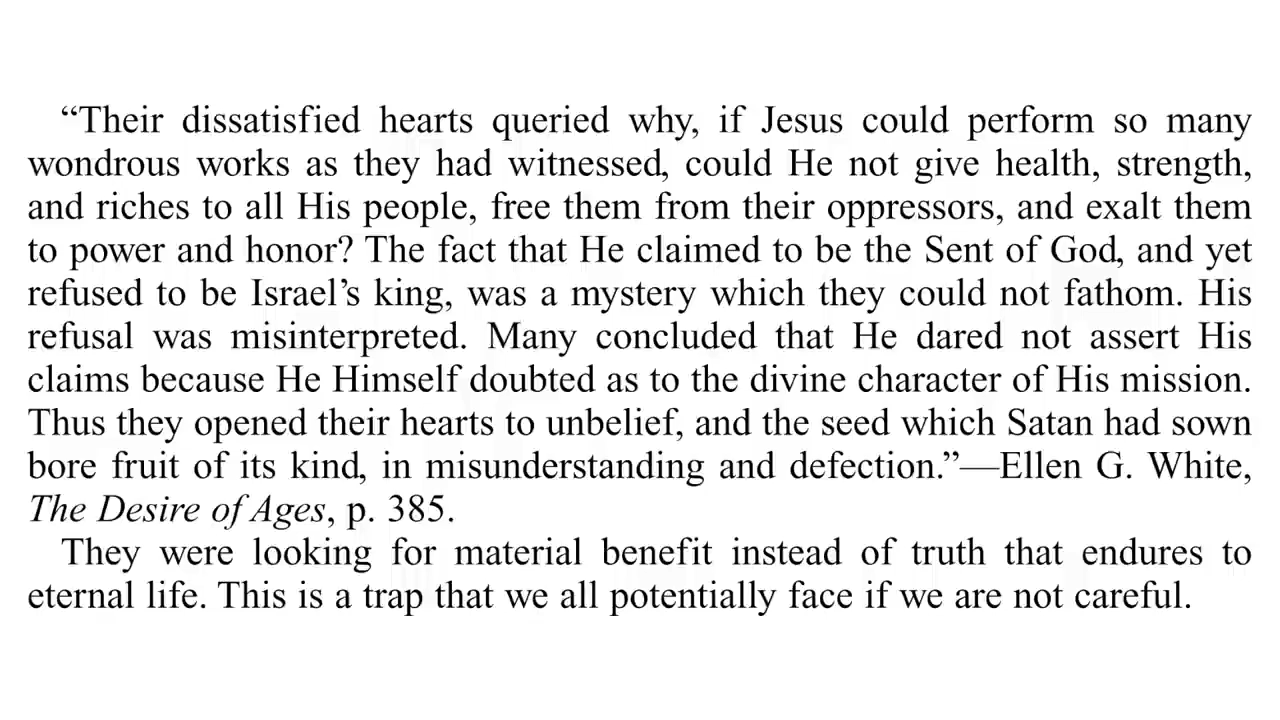 “Their dissatisfied hearts queried why, if Jesus could perform so many
wondrous works as they had witnessed, could He not give health, strength,
and riches to all His people, free them from their oppressors, and exalt them
to power and honor? The fact that He claimed to be the Sent of God, and yet
refused to be Israel’s king, was a mystery which they could not fathom. His
refusal was misinterpreted. Many concluded that He dared not assert His
claims because He Himself doubted as to the divine character of His mission.
Thus they opened their hearts to unbelief, and the seed which Satan had sown
bore fruit of its kind, in misunderstanding and defection.”—Ellen G. White,
The Desire of Ages, p. 385.
They were looking for material benefit instead of truth that endures to
eternal life. This is a trap that we all potentially face if we are not careful.